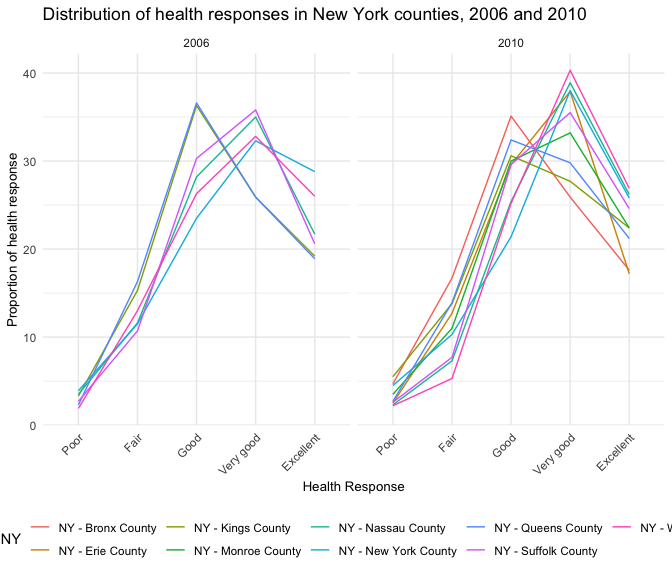 Distribution of health responses in New York counties, 2006 and 2010
2006
2010
40
30
20
10
0
Proportion of health response
Poor
Fair
Good
Very good
Excellent
Poor
Fair
Good
Very good
Excellent
Health Response
NY
NY - Bronx County
NY - Kings County
NY - Nassau County
NY - Queens County
NY - W
NY - Erie County
NY - Monroe County
NY - New York County
NY - Suffolk County